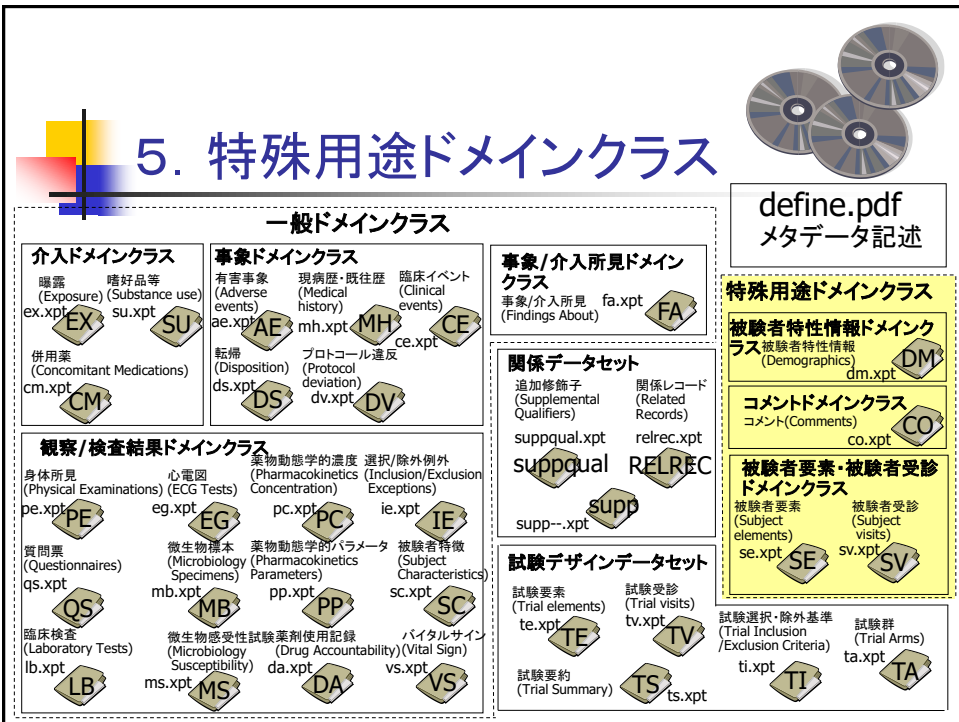 ５．特殊用途ドメインクラス
define.pdf
メタデータ記述
一般ドメインクラス
介入ドメインクラス
曝露
(Exposure)
ex.xpt
EX
嗜好品等
(Substance use)
su.xpt
SU
併用薬
(Concomitant Medications)
cm.xpt
CM
事象ドメインクラス
有害事象
(Adverse
events)
ae.xpt
AE
現病歴・既往歴
(Medical
history)
mh.xpt
MH
臨床イベント
(Clinical
events)
ce.xpt
CE
転帰
(Disposition)
ds.xpt
DS
プロトコール違反
(Protocol
deviation)
dv.xpt
DV
事象/介入所見ドメイン
クラス
事象/介入所見
(Findings About)
fa.xpt
FA
観察/検査結果ドメインクラス
身体所見
(Physical Examinations)
pe.xpt
PE
心電図
(ECG Tests)
eg.xpt
EG
薬物動態学的濃度
(Pharmacokinetics
Concentration)
pc.xpt
PC
選択/除外例外
(Inclusion/Exclusion
Exceptions)
ie.xpt
IE
質問票
(Questionnaires)
qs.xpt
QS
微生物標本
(Microbiology
Specimens)
mb.xpt
MB
薬物動態学的パラメータ
(Pharmacokinetics
Parameters)
pp.xpt
PP
被験者特徴
(Subject
Characteristics)
sc.xpt
SC
臨床検査
(Laboratory Tests)
lb.xpt
LB
微生物感受性試験
(Microbiology
Susceptibility)
ms.xpt
MS
薬剤使用記録
(Drug Accountability)
da.xpt
DA
バイタルサイン
(Vital Sign)
vs.xpt
VS
関係データセット
追加修飾子
(Supplemental
Qualifiers)
suppqual.xpt
suppqual
関係レコード
(Related
Records)
relrec.xpt
RELREC
supp
supp--.xpt
試験デザインデータセット
試験要素
(Trial elements)
te.xpt
TE
試験受診
(Trial visits)
tv.xpt
TV
試験選択・除外基準
(Trial Inclusion
/Exclusion Criteria)
ti.xpt
TI
試験群
(Trial Arms)
ta.xpt
TA
試験要約
(Trial Summary)
TS
ts.xpt
特殊用途ドメインクラス
被験者特性情報ドメインク
ラス
被験者特性情報
(Demographics)
dm.xpt
DM
コメントドメインクラス
コメント(Comments)
co.xpt
CO
被験者要素・被験者受診
ドメインクラス
被験者要素
(Subject
elements)
se.xpt
SE
被験者受診
(Subject
visits)
sv.xpt
SV